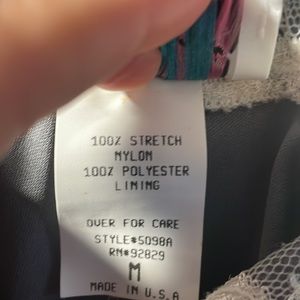 100% STRETCH
NYLON
100% POLYESTER
LINING
OVER FOR CARE
STYLE#5098A
RN#92829
M
MADE IN U.S.A